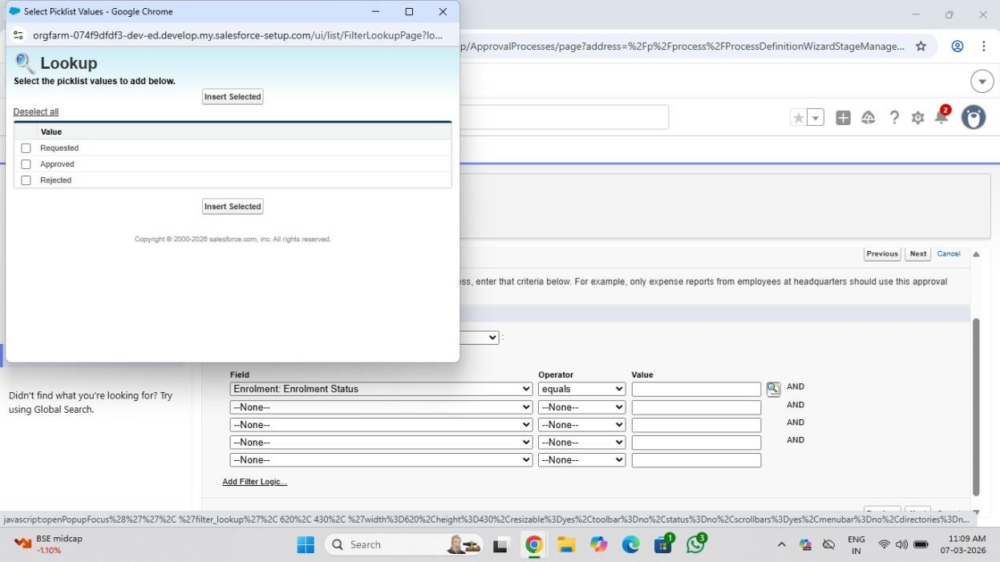 Select Picklist Values - Google Chrome
orgfarm-074f9dfdf3-dev-ed.develop.my.salesforce-setup.com/ui/list/FilterLookupPage?lo...
p/ApprovalProcesses/page?address=%2Fp%2Fprocess%2FProcessDefinitionWizardStageManage...
Lookup
Select the picklist values to add below.
Insert Selected
Deselect all
Value
Requested
Approved
Rejected
Insert Selected
Copyright © 2000-2026 salesforce.com, inc. All rights reserved.
2
Previous Next Cancel
ess, enter that criteria below. For example, only expense reports from employees at headquarters should use this approval
:
Field Operator Value
Enrolment: Enrolment Status equals AND
--None-- --None-- AND
--None-- --None-- AND
--None-- --None-- AND
--None-- --None--
Add Filter Logic...
Didn't find what you're looking for? Try
using Global Search.
javascript:openPopupFocus%28%27%27%2C %27filter_lookup%27%2C 620%2C 430%2C %27width%3D620%2Cheight%3D430%2Cresizable%3Dyes%2Ctoolbar%3Dno%2Cstatus%3Dno%2Cscrollbars%3Dyes%2Cmenubar%3Dno%2Cdirectories%3Dn...
BSE midcap
-1.10%
Search
1
3
ENG
IN
11:09 AM
07-03-2026